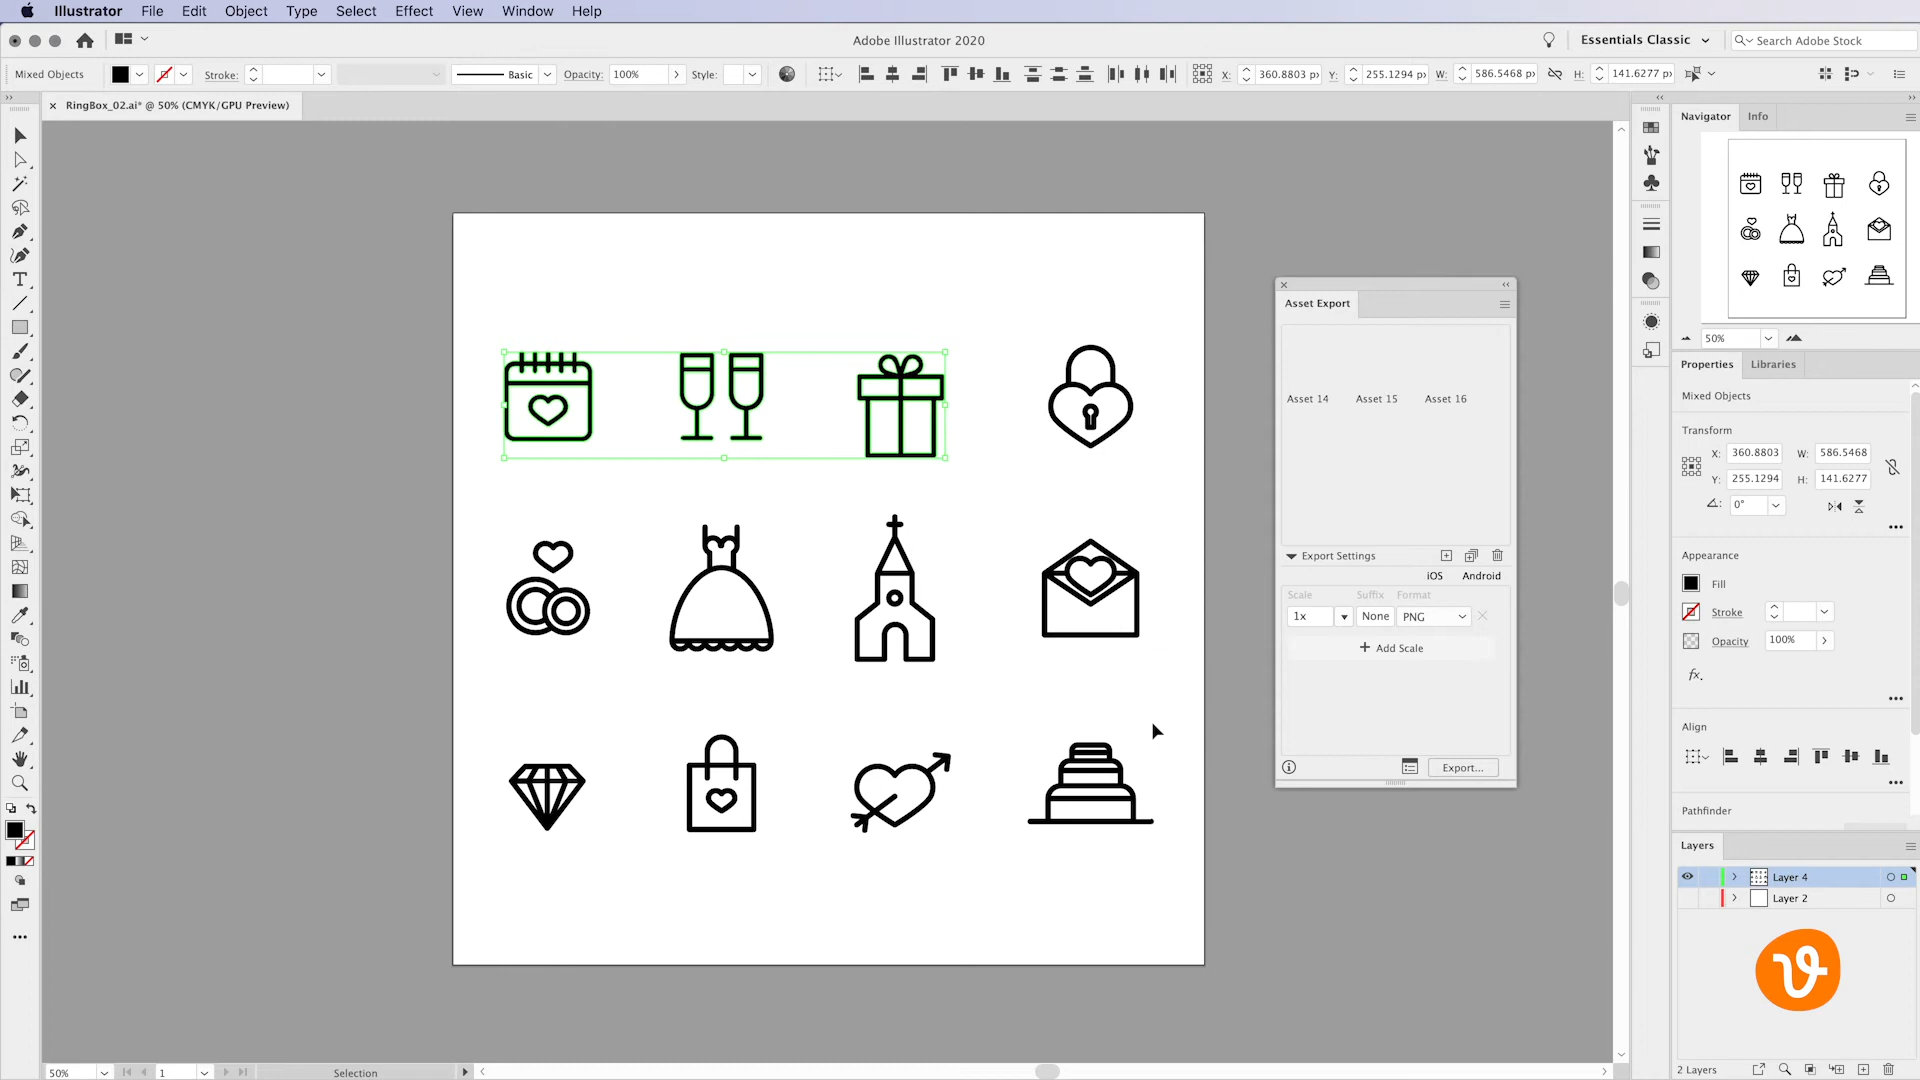 Illustrator File Edit Object Type Select Effect View Window Help
Adobe Illustrator 2020
Essentials Classic
Search Adobe Stock
Mixed Objects
Stroke:
Basic
Opacity: 100%
Style:
X: 360.8803 px
Y: 255.1294 px
W: 586.5468 px
H: 141.6277 px
RingBox_02.ai* @ 50% (CMYK/GPU Preview)
Navigator Info
50%
Asset Export
Asset 14 Asset 15 Asset 16
Export Settings
iOS Android
Scale Suffix Format
1x None PNG
+ Add Scale
Export...
Properties Libraries
Mixed Objects
Transform
X: 360.8803 W: 586.5468
Y: 255.1294 H: 141.6277
0°
Appearance
Fill
Stroke
Opacity 100%
fx.
Align
Pathfinder
Layers
Layer 4
Layer 2
2 Layers
50% 1 Selection